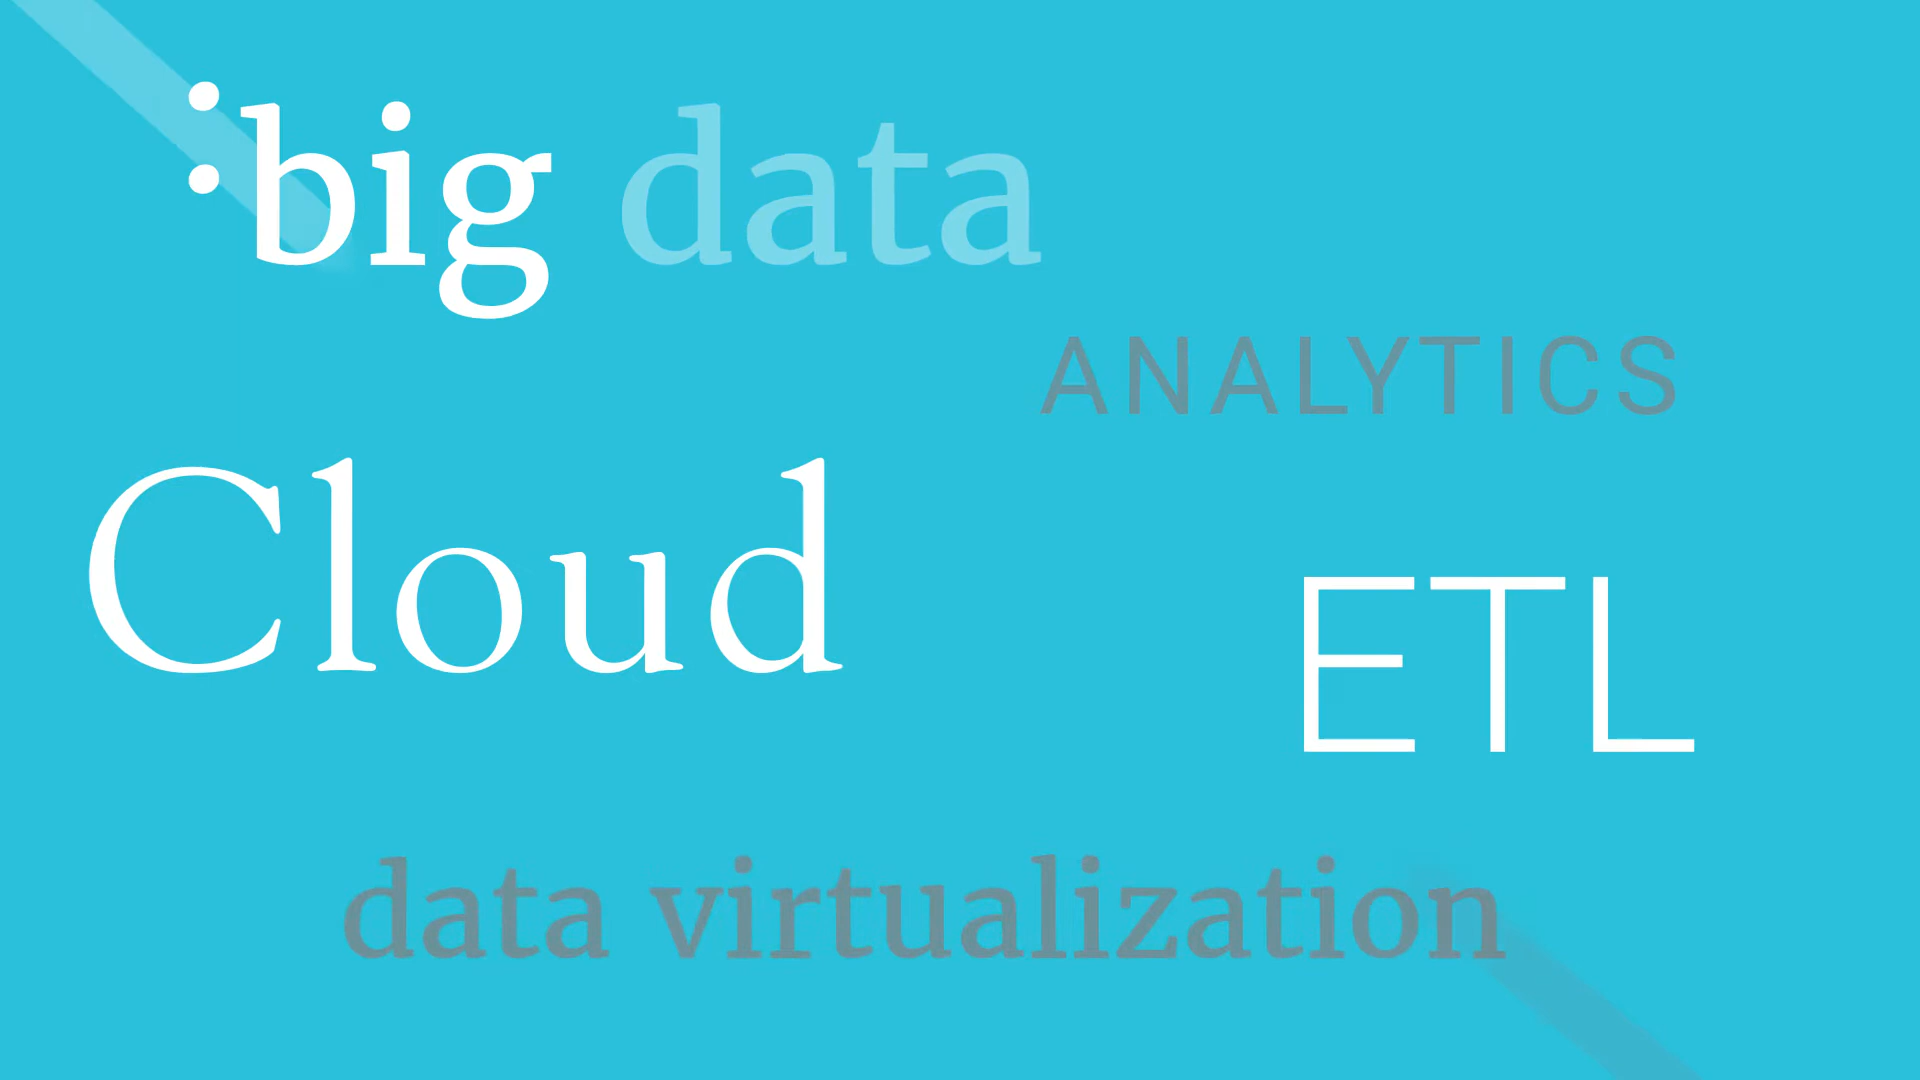 :big data
ANALYTICS
Cloud
ETL
data virtualization